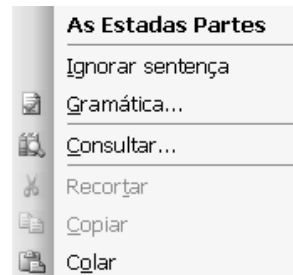 As Estadas Partes
Ignorar sentença
Gramática...
Consultar...
Recortar
Copiar
Colar